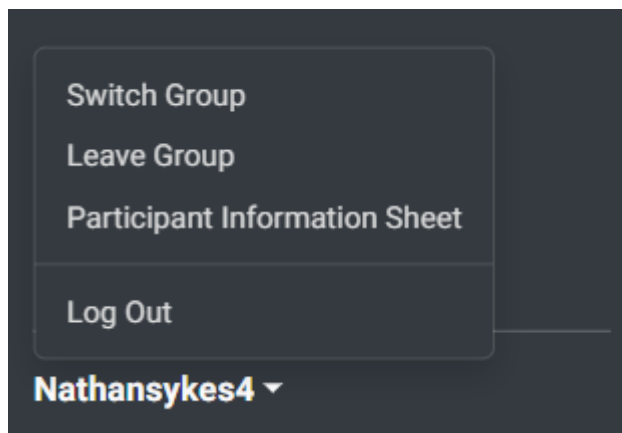 Switch Group
Leave Group
Participant Information Sheet
Log Out
Nathansykes4